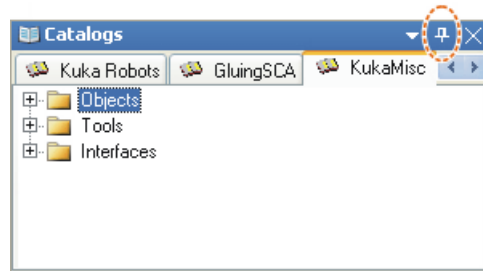 Catalogs
Kuka Robots GluingSCA KukaMisc
Objects
Tools
Interfaces